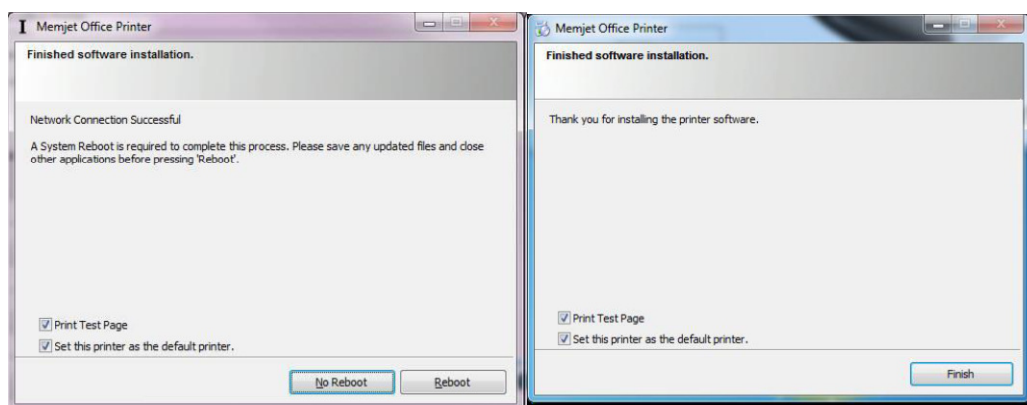 Memjet Office Printer
Finished software installation.
Network Connection Successful
A System Reboot is required to complete this process. Please save any updated files and close
other applications before pressing 'Reboot'.
Print Test Page
Set this printer as the default printer.
No Reboot
Reboot
Memjet Office Printer
Finished software installation.
Thank you for installing the printer software.
Print Test Page
Set this printer as the default printer.
Finish